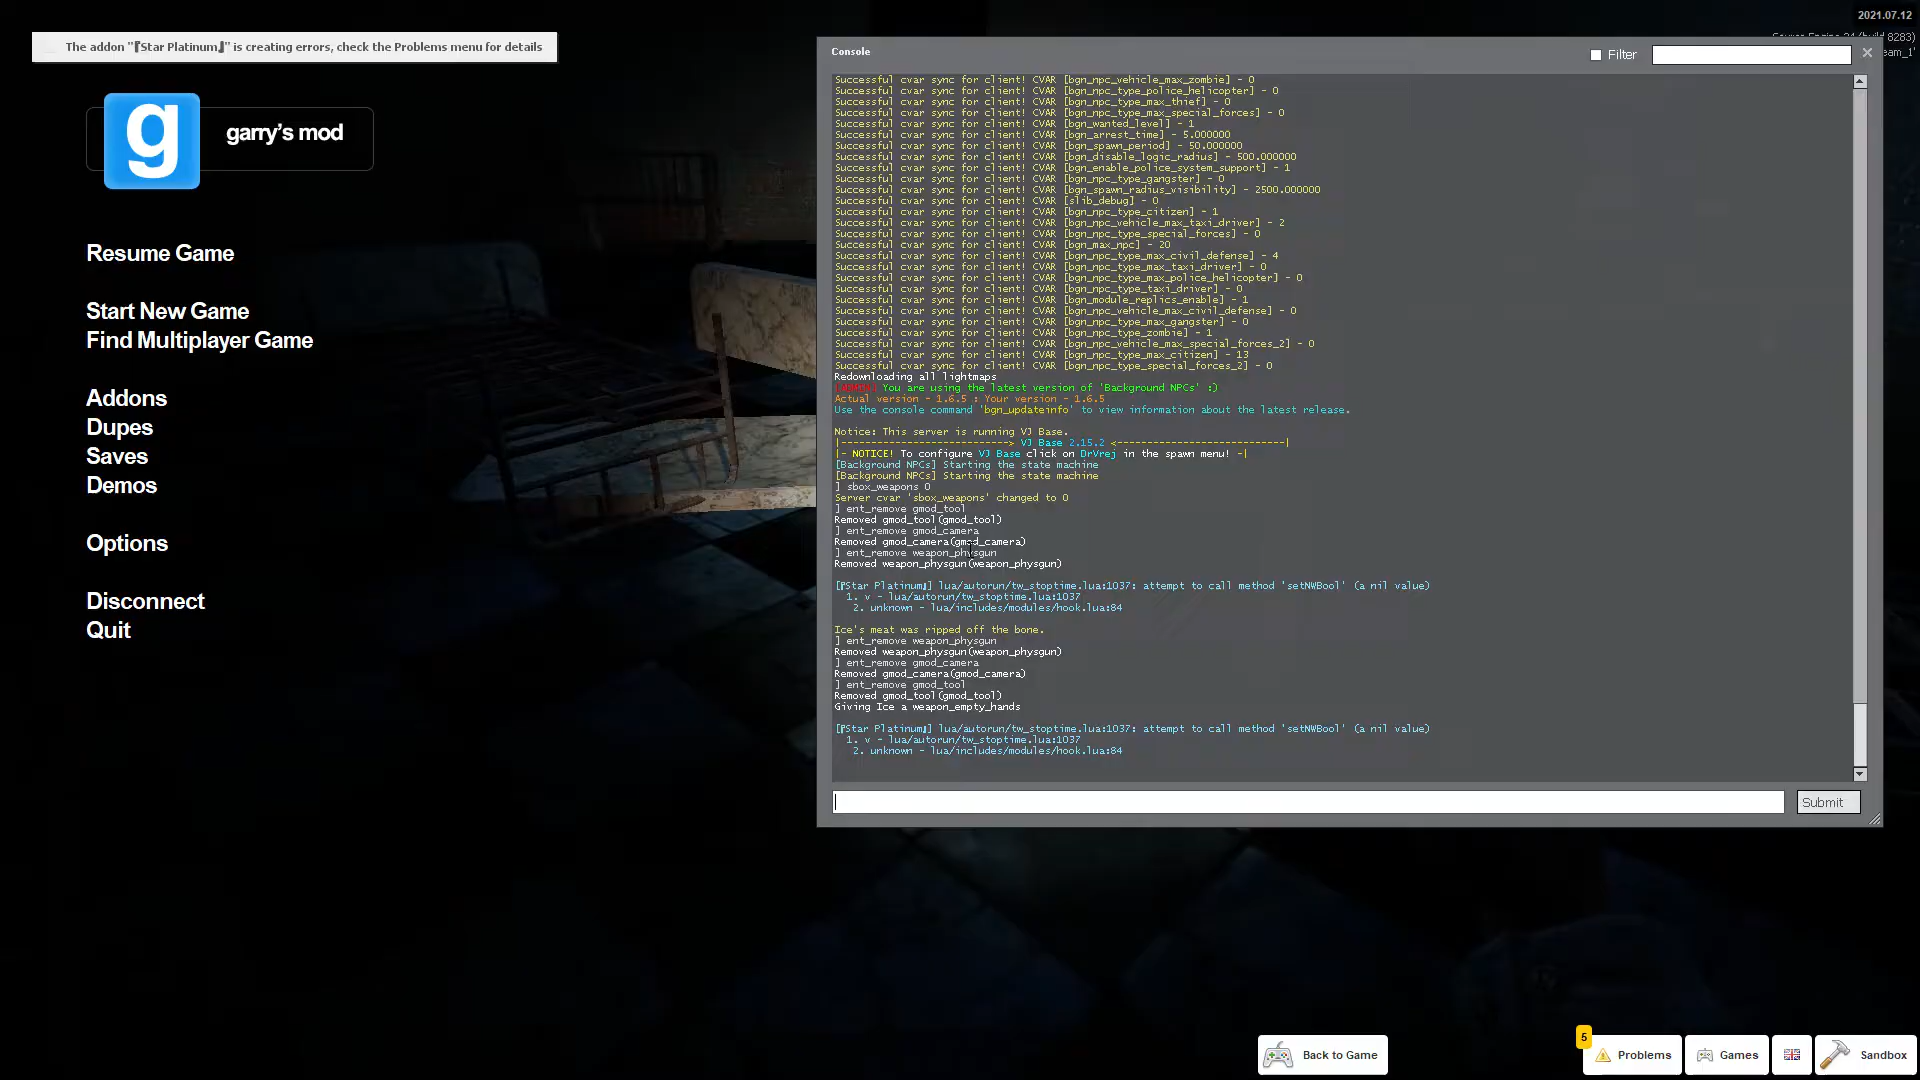 2021.07.12
The addon "『Star Platinum』" is creating errors, check the Problems menu for details
g
garry's mod
Resume Game
Start New Game
Find Multiplayer Game
Addons
Dupes
Saves
Demos
Options
Disconnect
Quit
Console
Filter
8283)
Successful cvar sync for client! CVAR [bgn_npc_vehicle_max_zombie] - 0
Successful cvar sync for client! CVAR [bgn_npc_type_police_helicopter] - 0
Successful cvar sync for client! CVAR [bgn_npc_type_max_thief] - 0
Successful cvar sync for client! CVAR [bgn_npc_type_max_special_forces] - 0
Successful cvar sync for client! CVAR [bgn_wanted_level] - 1
Successful cvar sync for client! CVAR [bgn_arrest_time] - 5.000000
Successful cvar sync for client! CVAR [bgn_spawn_period] - 50.000000
Successful cvar sync for client! CVAR [bgn_disable_logic_radius] - 500.000000
Successful cvar sync for client! CVAR [bgn_enable_police_system_support] - 1
Successful cvar sync for client! CVAR [bgn_npc_type_gangster] - 0
Successful cvar sync for client! CVAR [bgn_spawn_radius_visibility] - 2500.000000
Successful cvar sync for client! CVAR [slib_debug] - 0
Successful cvar sync for client! CVAR [bgn_npc_type_citizen] - 1
Successful cvar sync for client! CVAR [bgn_npc_vehicle_max_taxi_driver] - 2
Successful cvar sync for client! CVAR [bgn_npc_type_special_forces] - 0
Successful cvar sync for client! CVAR [bgn_max_npc] - 20
Successful cvar sync for client! CVAR [bgn_npc_type_max_civil_defense] - 4
Successful cvar sync for client! CVAR [bgn_npc_type_max_taxi_driver] - 0
Successful cvar sync for client! CVAR [bgn_npc_type_max_police_helicopter] - 0
Successful cvar sync for client! CVAR [bgn_npc_type_taxi_driver] - 0
Successful cvar sync for client! CVAR [bgn_module_replics_enable] - 1
Successful cvar sync for client! CVAR [bgn_npc_vehicle_max_civil_defense] - 0
Successful cvar sync for client! CVAR [bgn_npc_type_max_gangster] - 0
Successful cvar sync for client! CVAR [bgn_npc_type_zombie] - 1
Successful cvar sync for client! CVAR [bgn_npc_vehicle_max_special_forces_2] - 0
Successful cvar sync for client! CVAR [bgn_npc_type_max_citizen] - 13
Successful cvar sync for client! CVAR [bgn_npc_type_special_forces_2] - 0
Redownloading all lightmaps
You are using the latest version of 'Background NPCs' :)
Actual version - 1.6.5 : Your version - 1.6.5
Use the console command 'bgn_updateinfo' to view information about the latest release.
Notice: This server is running VJ Base.
|----------------------------> VJ Base 2.15.2 <----------------------------|
|- NOTICE! To configure VJ Base click on DrVrej in the spawn menu! -|
[Background NPCs] Starting the state machine
[Background NPCs] Starting the state machine
] sbox_weapons 0
Server cvar 'sbox_weapons' changed to 0
] ent_remove gmod_tool
Removed gmod_tool(gmod_tool)
] ent_remove gmod_camera
Removed gmod_camera(gmod_camera)
] ent_remove weapon_physgun
Removed weapon_physgun(weapon_physgun)
[『Star Platinum』] lua/autorun/tw_stoptime.lua:1037: attempt to call method 'setNWBool' (a nil value)
1. v - lua/autorun/tw_stoptime.lua:1037
2. unknown - lua/includes/modules/hook.lua:84
Ice's meat was ripped off the bone.
] ent_remove weapon_physgun
Removed weapon_physgun(weapon_physgun)
] ent_remove gmod_camera
Removed gmod_camera(gmod_camera)
] ent_remove gmod_tool
Removed gmod_tool(gmod_tool)
Giving Ice a weapon_empty_hands
[『Star Platinum』] lua/autorun/tw_stoptime.lua:1037: attempt to call method 'setNWBool' (a nil value)
1. v - lua/autorun/tw_stoptime.lua:1037
2. unknown - lua/includes/modules/hook.lua:84
Submit
Back to Game
5
Problems
Games
Sandbox